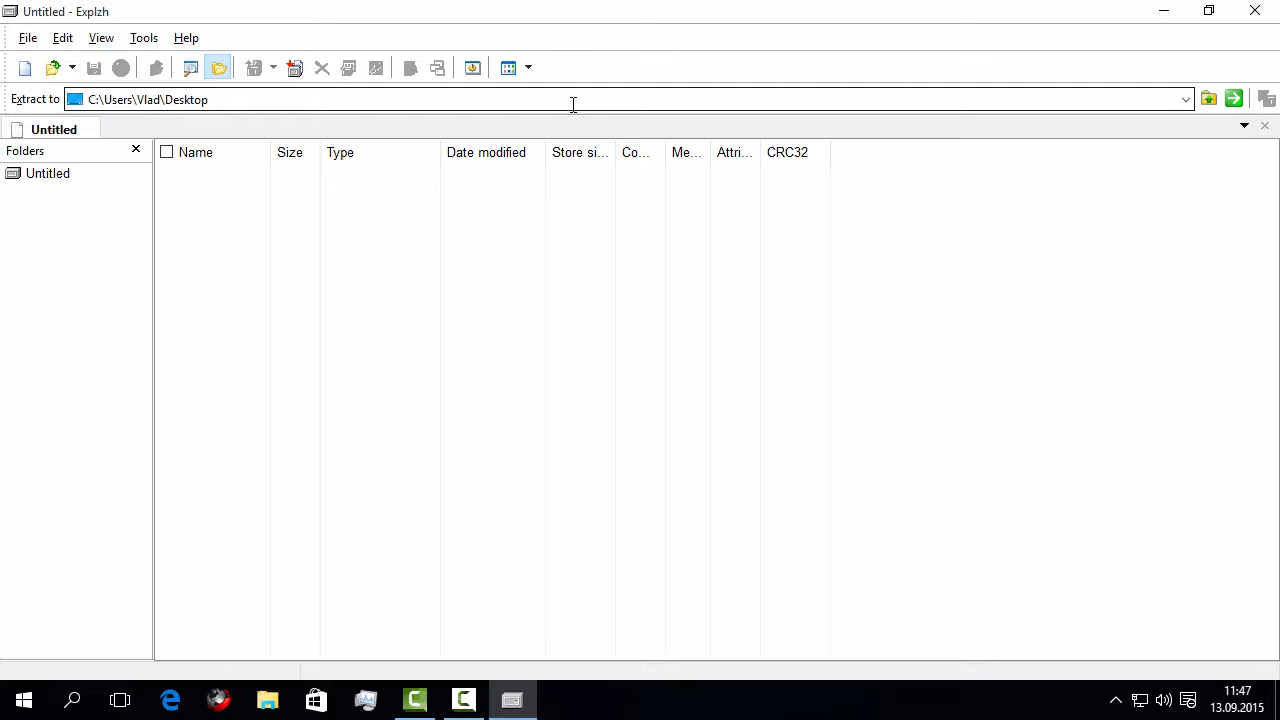 Untitled - Explzh
File Edit View Tools Help
Extract to C:\Users\Vlad\Desktop
Untitled
Folders
Name Size Type Date modified Store si... Co... Me... Attri... CRC32
Untitled
11:47
13.09.2015